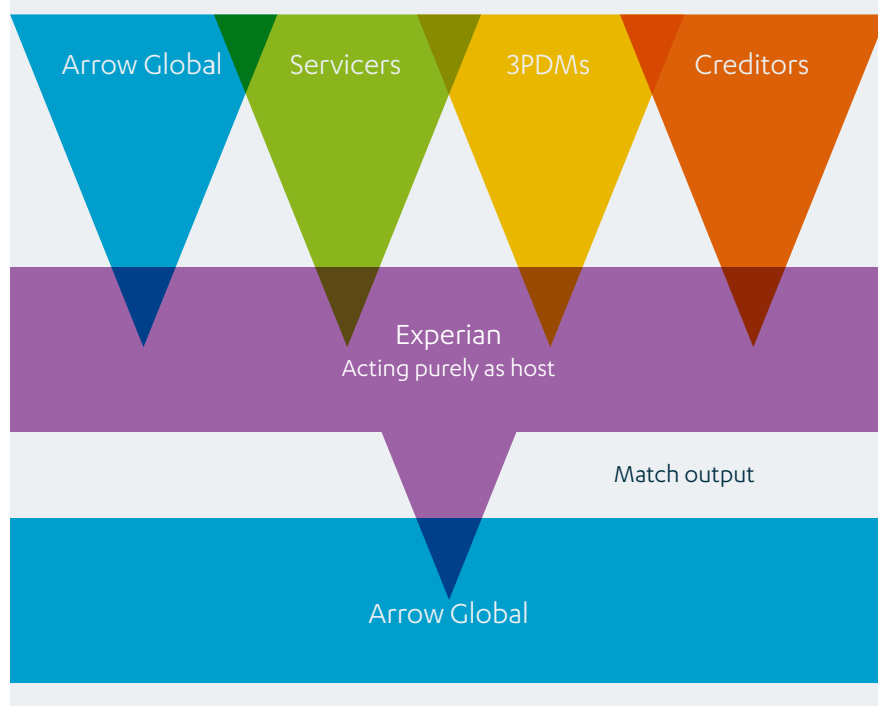 Arrow Global
Servicers
3PDMs
Creditors
Experian
Acting purely as host
Match output
Arrow Global